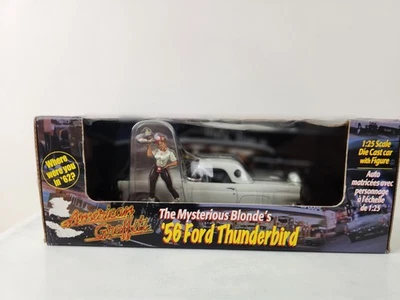 Where
were you
in '62?
American
Graffiti
The Mysterious Blonde's
'56 Ford Thunderbird
1:25 Scale
Die Cast car
with Figure
Auto
matricées avec
personnage
à l'échelle
de 1:25